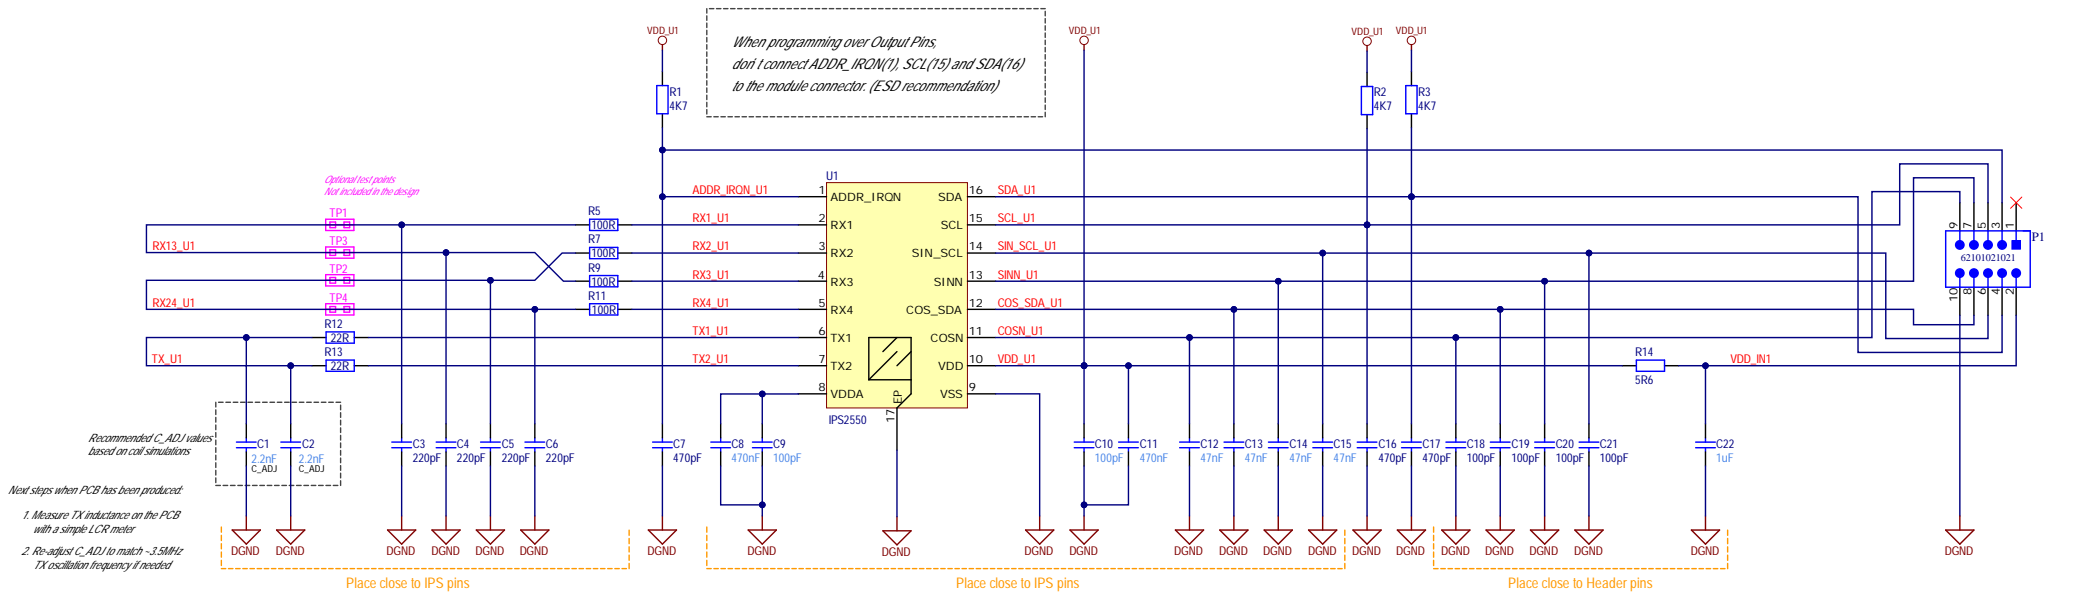 VDD_U1
VDD_U1
VDD_U1
VDD_U1
When programming over Output Pins,
don t connect ADDR_IRQN(1), SCL(15) and SDA(16)
to the module connector. (ESD recommendation)
R1
4K7
R2
4K7
R3
4K7
Optional test points
Not included in the design
U1
TP1
TP3
TP2
TP4
RX13_U1
RX24_U1
TX_U1
R5
100R
R7
100R
R9
100R
R11
100R
R12
22R
R13
22R
ADDR_IRQN_U1
RX1_U1
RX2_U1
RX3_U1
RX4_U1
TX1_U1
TX2_U1
1 ADDR_IRQN
2 RX1
3 RX2
4 RX3
5 RX4
6 TX1
7 TX2
8 VDDA
SDA 16
SCL 15
SIN_SCL 14
SINN 13
COS_SDA 12
COSN 11
VDD 10
VSS 9
EP
17
IPS2550
SDA_U1
SCL_U1
SIN_SCL_U1
SINN_U1
COS_SDA_U1
COSN_U1
VDD_U1
R14
5R6
VDD_IN1
9 7 5 3 1
P1
62101021021
10 8 6 4 2
Recommended C_ADJ values
based on coil simulations
C1
2.2nF
C_ADJ
C2
2.2nF
C_ADJ
C3
220pF
C4
220pF
C5
220pF
C6
220pF
C7
470pF
C8
470nF
C9
100pF
C10
100pF
C11
470nF
C12
47nF
C13
47nF
C14
47nF
C15
47nF
C16
470pF
C17
470pF
C18
100pF
C19
100pF
C20
100pF
C21
100pF
C22
1uF
Next steps when PCB has been produced:
1. Measure TX inductance on the PCB
with a simple LCR meter
2. Re-adjust C_ADJ to match ~3.5MHz
TX oscillation frequency if needed
DGND DGND DGND DGND DGND DGND DGND DGND DGND DGND DGND DGND DGND DGND DGND DGND DGND DGND DGND DGND DGND DGND DGND
Place close to IPS pins
Place close to IPS pins
Place close to Header pins